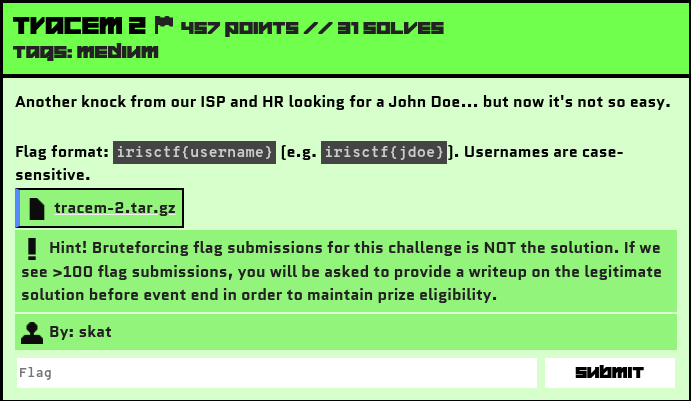 Tracem 2 457 points // 31 solves
Tags: medium
Another knock from our ISP and HR looking for a John Doe... but now it's not so easy.
Flag format: irisctf{username} (e.g. irisctf{jdoe}). Usernames are case-
sensitive.
tracem-2.tar.gz
Hint! Bruteforcing flag submissions for this challenge is NOT the solution. If we
see >100 flag submissions, you will be asked to provide a writeup on the legitimate
solution before event end in order to maintain prize eligibility.
By: skat
Flag
submit